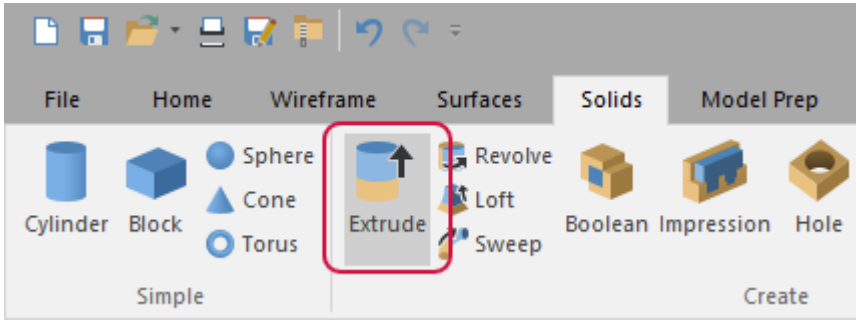 File Home Wireframe Surfaces Solids Model Prep
Sphere Revolve
Cone Loft
Cylinder Block Extrude Boolean Impression Hole
Torus Sweep
Simple Create